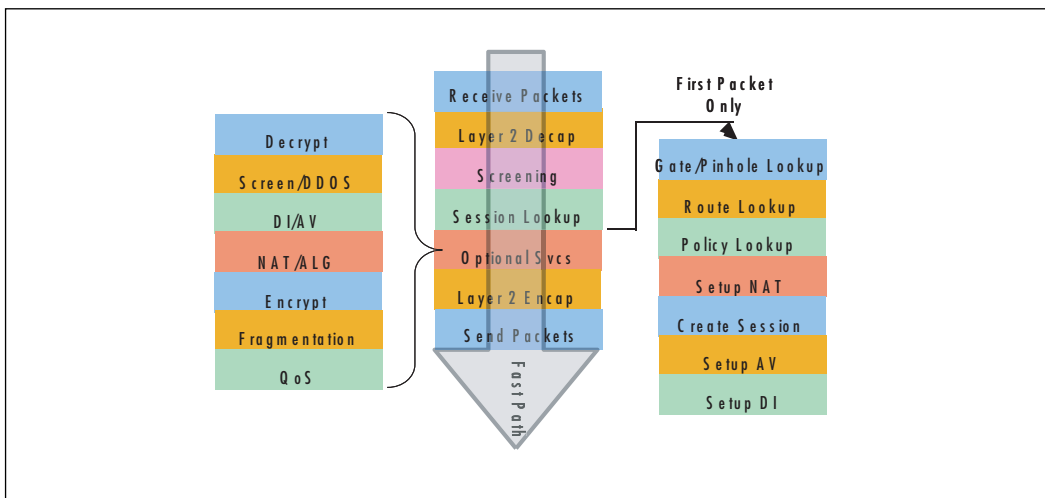 Decrypt
Screen/DDOS
DI/AV
NAT/ALG
Encrypt
Fragmentation
QoS
Receive Packets
Layer 2 Decap
Screening
Session Lookup
Optional Svcs
Layer 2 Encap
Send Packets
Fast Path
First Packet
Only
Gate/Pinhole Lookup
Route Lookup
Policy Lookup
Setup NAT
Create Session
Setup AV
Setup DI